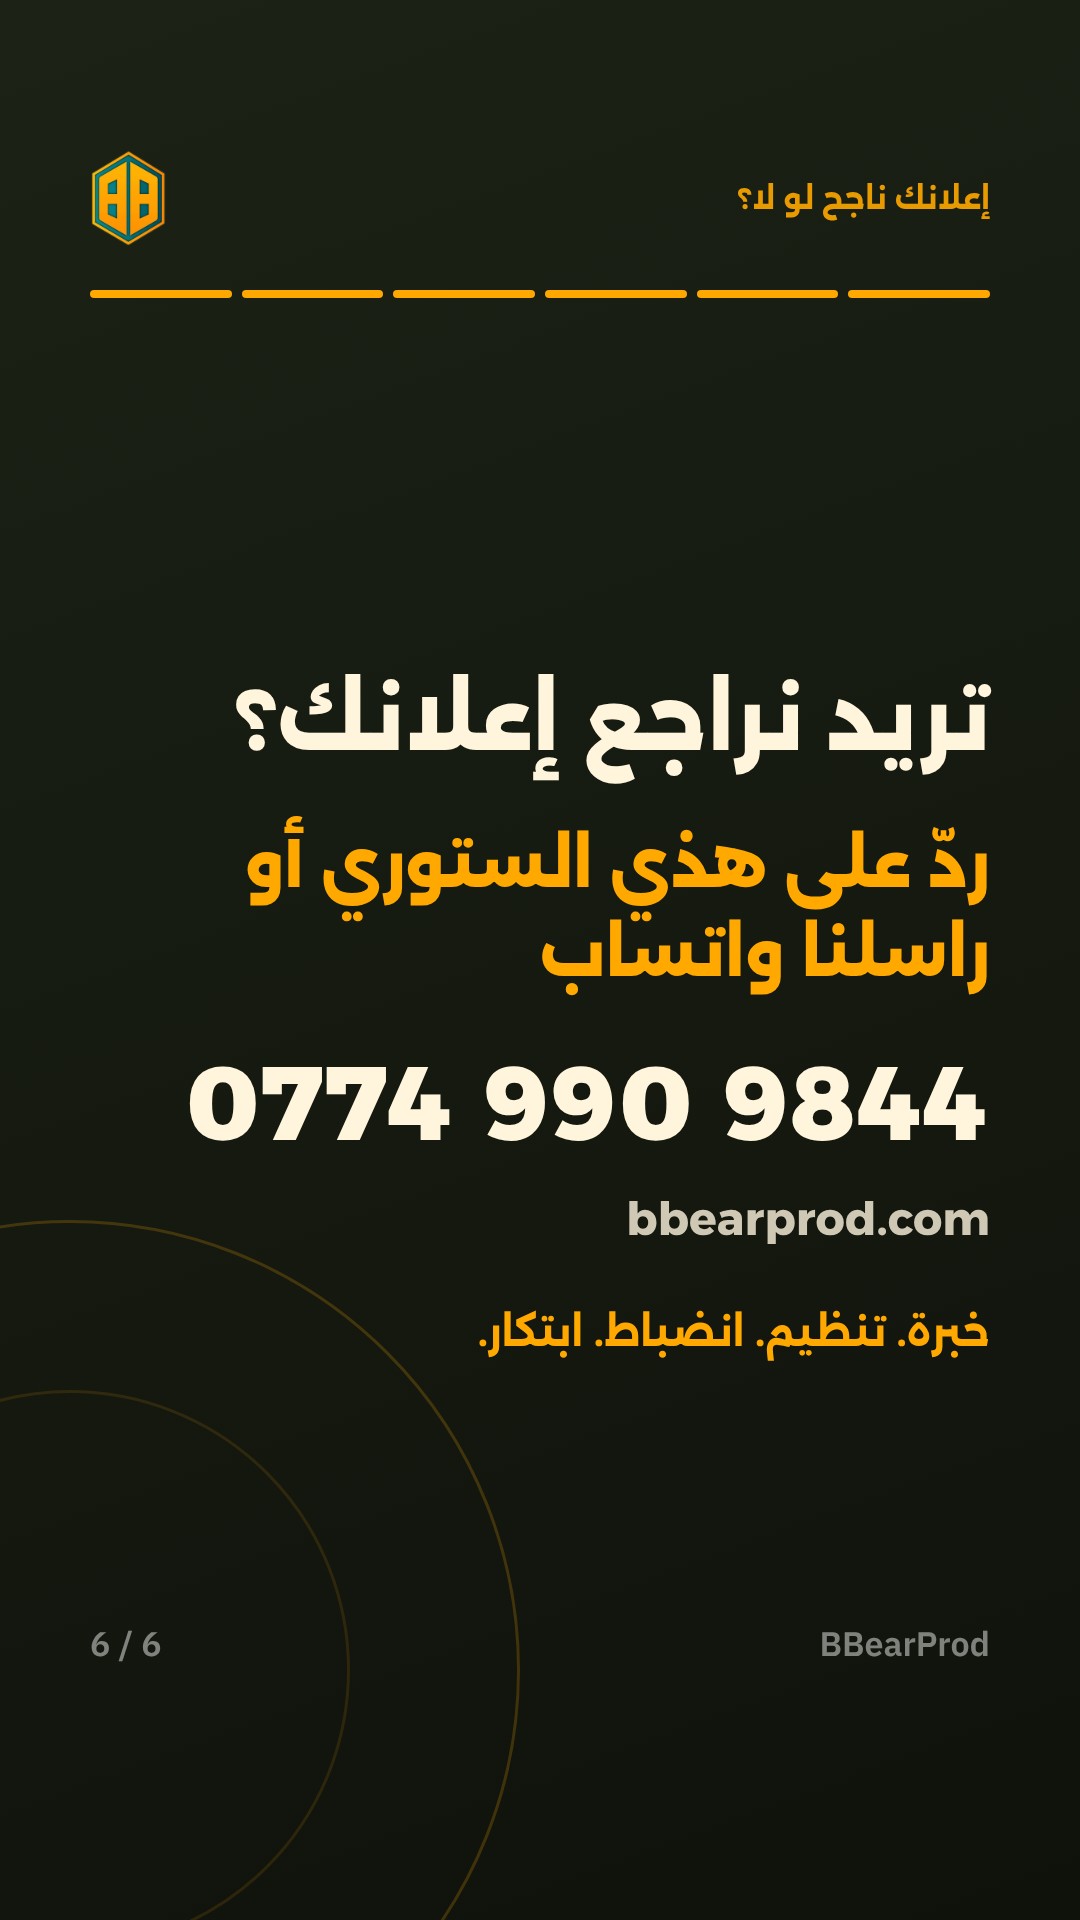 إعلانك ناجح لو لا؟
تريد نراجع إعلانك؟
ردّ على هذي الستوري أو
راسلنا واتساب
0774 990 9844
bbearprod.com
خبرة. تنظيم. انضباط. ابتكار.
BBearProd
6 / 6